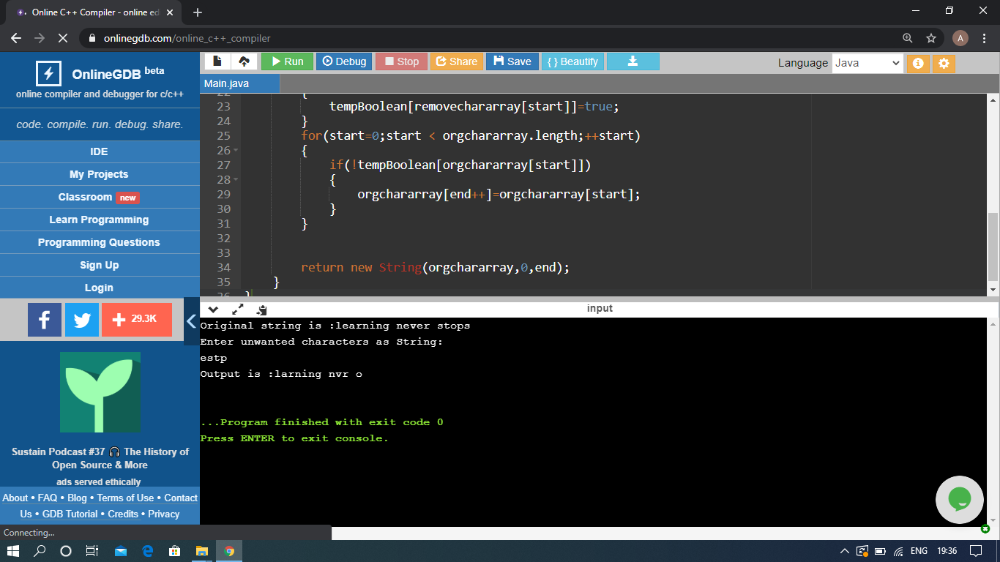 Online C++ Compiler - online ed
onlinegdb.com/online_c++_compiler
A
OnlineGDB beta
online compiler and debugger for c/c++
code. compile. run. debug. share.
IDE
My Projects
Classroom new
Learn Programming
Programming Questions
Sign Up
Login
29.3K
Sustain Podcast #37 🎧 The History of
Open Source & More
ads served ethically
About • FAQ • Blog • Terms of Use • Contact
Us • GDB Tutorial • Credits • Privacy
Connecting...
Run Debug Stop Share Save { } Beautify
Language Java
Main.java
22 {
23 tempBoolean[removechararray[start]]=true;
24 }
25 for(start=0;start < orgchararray.length;++start)
26 {
27 if(!tempBoolean[orgchararray[start]])
28 {
29 orgchararray[end++]=orgchararray[start];
30 }
31 }
32
33
34 return new String(orgchararray,0,end);
35 }
36 }
input
Original string is :learning never stops
Enter unwanted characters as String:
estp
Output is :larning nvr o
...Program finished with exit code 0
Press ENTER to exit console.
ENG 19:36